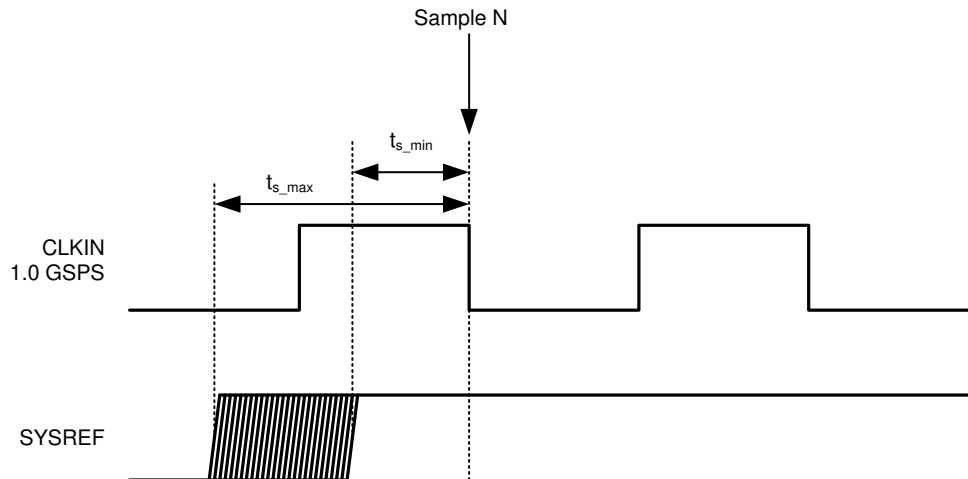 Sample N
t_s_min
t_s_max
CLKIN
1.0 GSPS
SYSREF